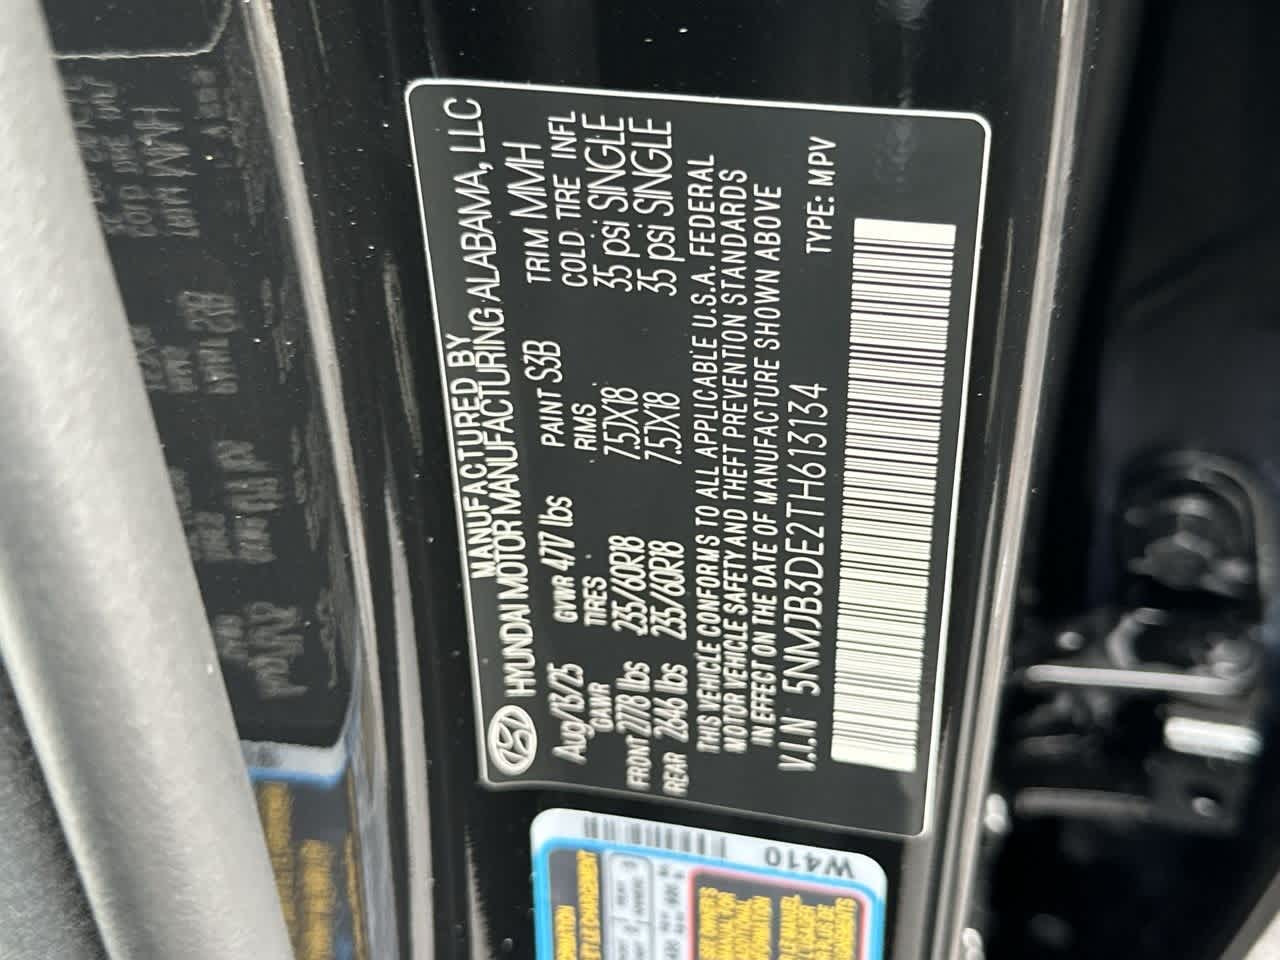 MANUFACTURED BY
HYUNDAI MOTOR MANUFACTURING ALABAMA, LLC
Aug/13/25 GVWR 4717 lbs PAINT S3B TRIM MMH
GAWR TIRES RIMS COLD TIRE INFL
FRONT 2778 lbs 235/60R18 7.5JX18 35 psi SINGLE
REAR 2646 lbs 235/60R18 7.5JX18 35 psi SINGLE
THIS VEHICLE CONFORMS TO ALL APPLICABLE U.S.A. FEDERAL
MOTOR VEHICLE SAFETY AND THEFT PREVENTION STANDARDS
IN EFFECT ON THE DATE OF MANUFACTURE SHOWN ABOVE
V.I.N 5NMJB3DE2TH613134 TYPE: MPV
W410